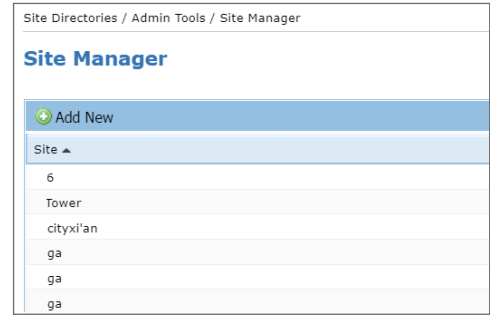 Site Directories / Admin Tools / Site Manager
Site Manager
Add New
Site
6
Tower
cityxi'an
ga
ga
ga